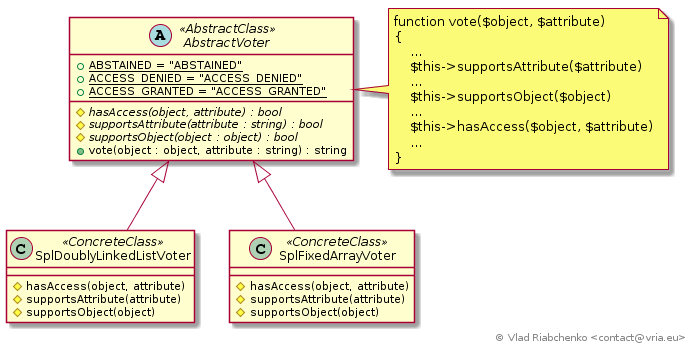 A
«AbstractClass»
AbstractVoter
ABSTAINED = "ABSTAINED"
ACCESS_DENIED = "ACCESS_DENIED"
ACCESS_GRANTED = "ACCESS_GRANTED"
hasAccess(object, attribute) : bool
supportsAttribute(attribute : string) : bool
supportsObject(object : object) : bool
vote(object : object, attribute : string) : string
function vote($object, $attribute)
{
...
$this->supportsAttribute($attribute)
...
$this->supportsObject($object)
...
$this->hasAccess($object, $attribute)
...
}
C
«ConcreteClass»
SplDoublyLinkedListVoter
hasAccess(object, attribute)
supportsAttribute(attribute)
supportsObject(object)
C
«ConcreteClass»
SplFixedArrayVoter
hasAccess(object, attribute)
supportsAttribute(attribute)
supportsObject(object)
© Vlad Riabchenko <contact@vria.eu>